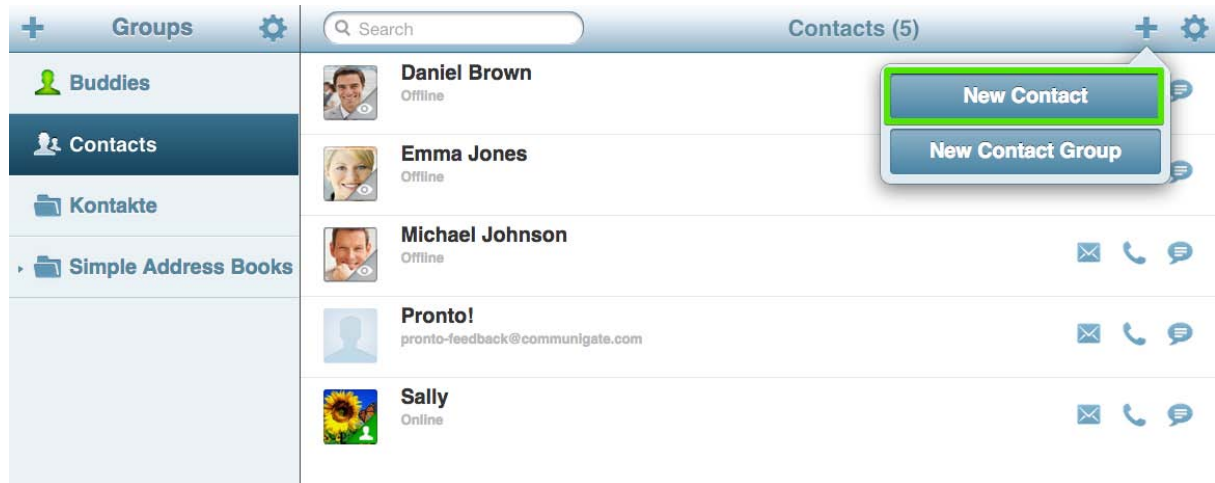 Groups
Search
Contacts (5)
Buddies
Contacts
Kontakte
Simple Address Books
Daniel Brown
Offline
Emma Jones
Offline
Michael Johnson
Offline
Pronto!
pronto-feedback@communigate.com
Sally
Online
New Contact
New Contact Group